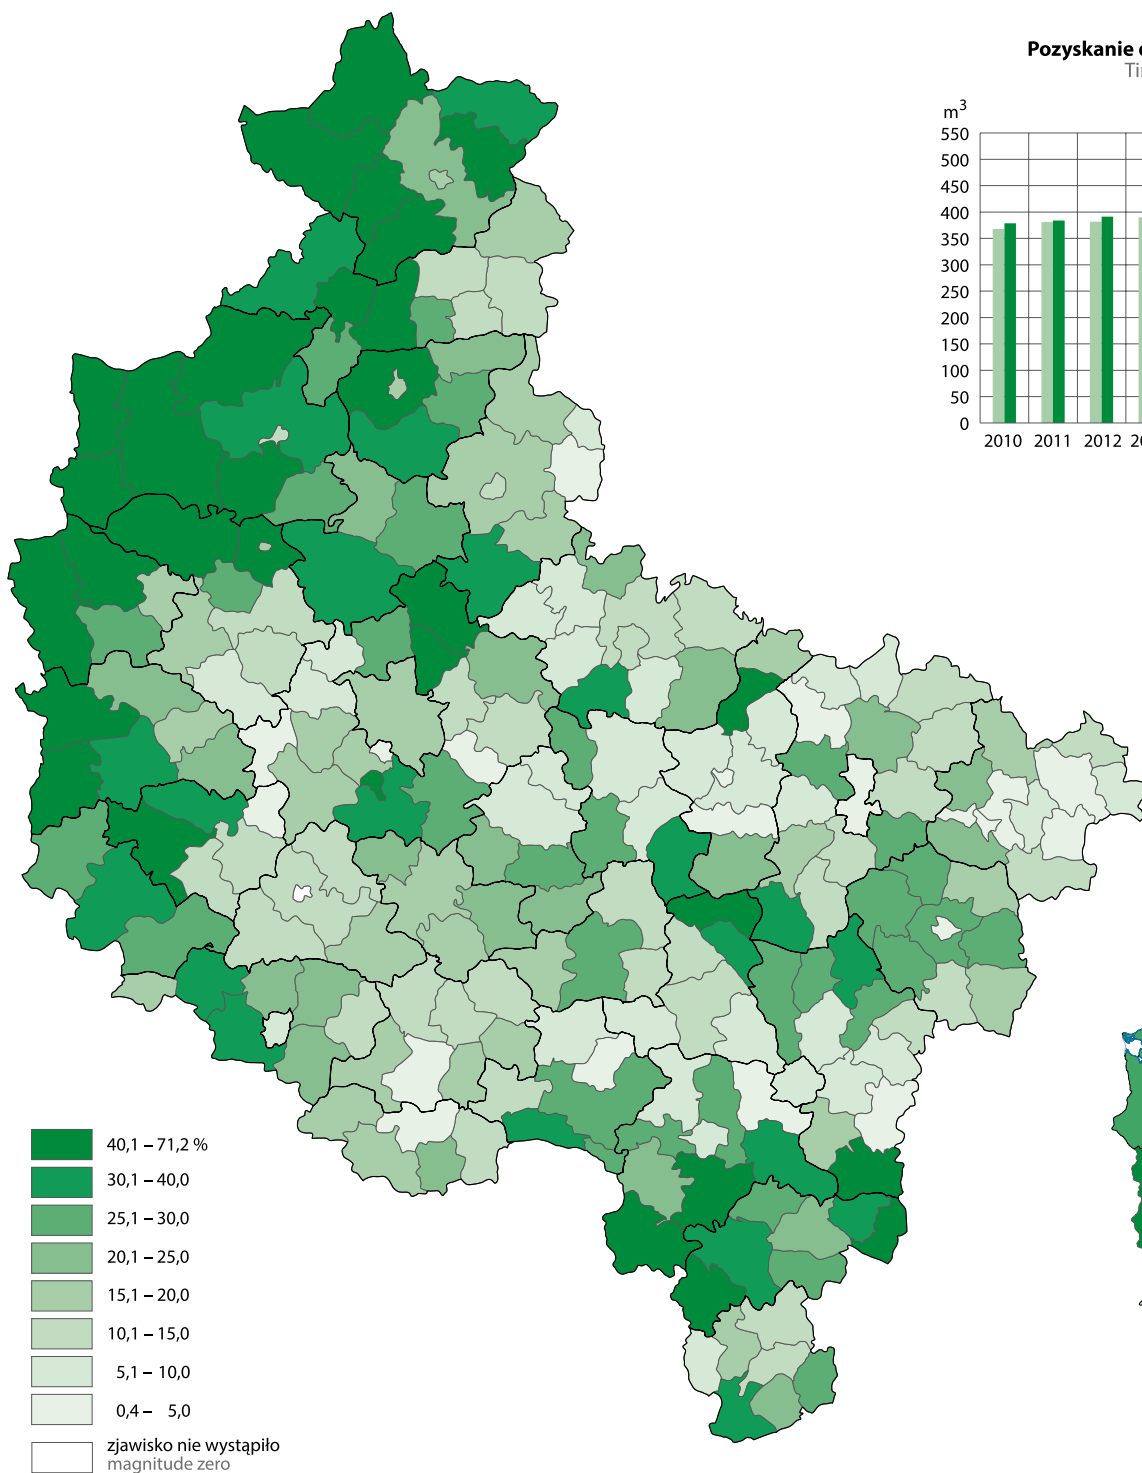 Pozyskanie
m3
550
500
450
400
350
300
250
200
150
100
50
0
2010 2011 2012
40,1 – 71,2 %
30,1 – 40,0
25,1 – 30,0
20,1 – 25,0
15,1 – 20,0
10,1 – 15,0
5,1 – 10,0
0,4 – 5,0
zjawisko nie wystąpiło
magnitude zero